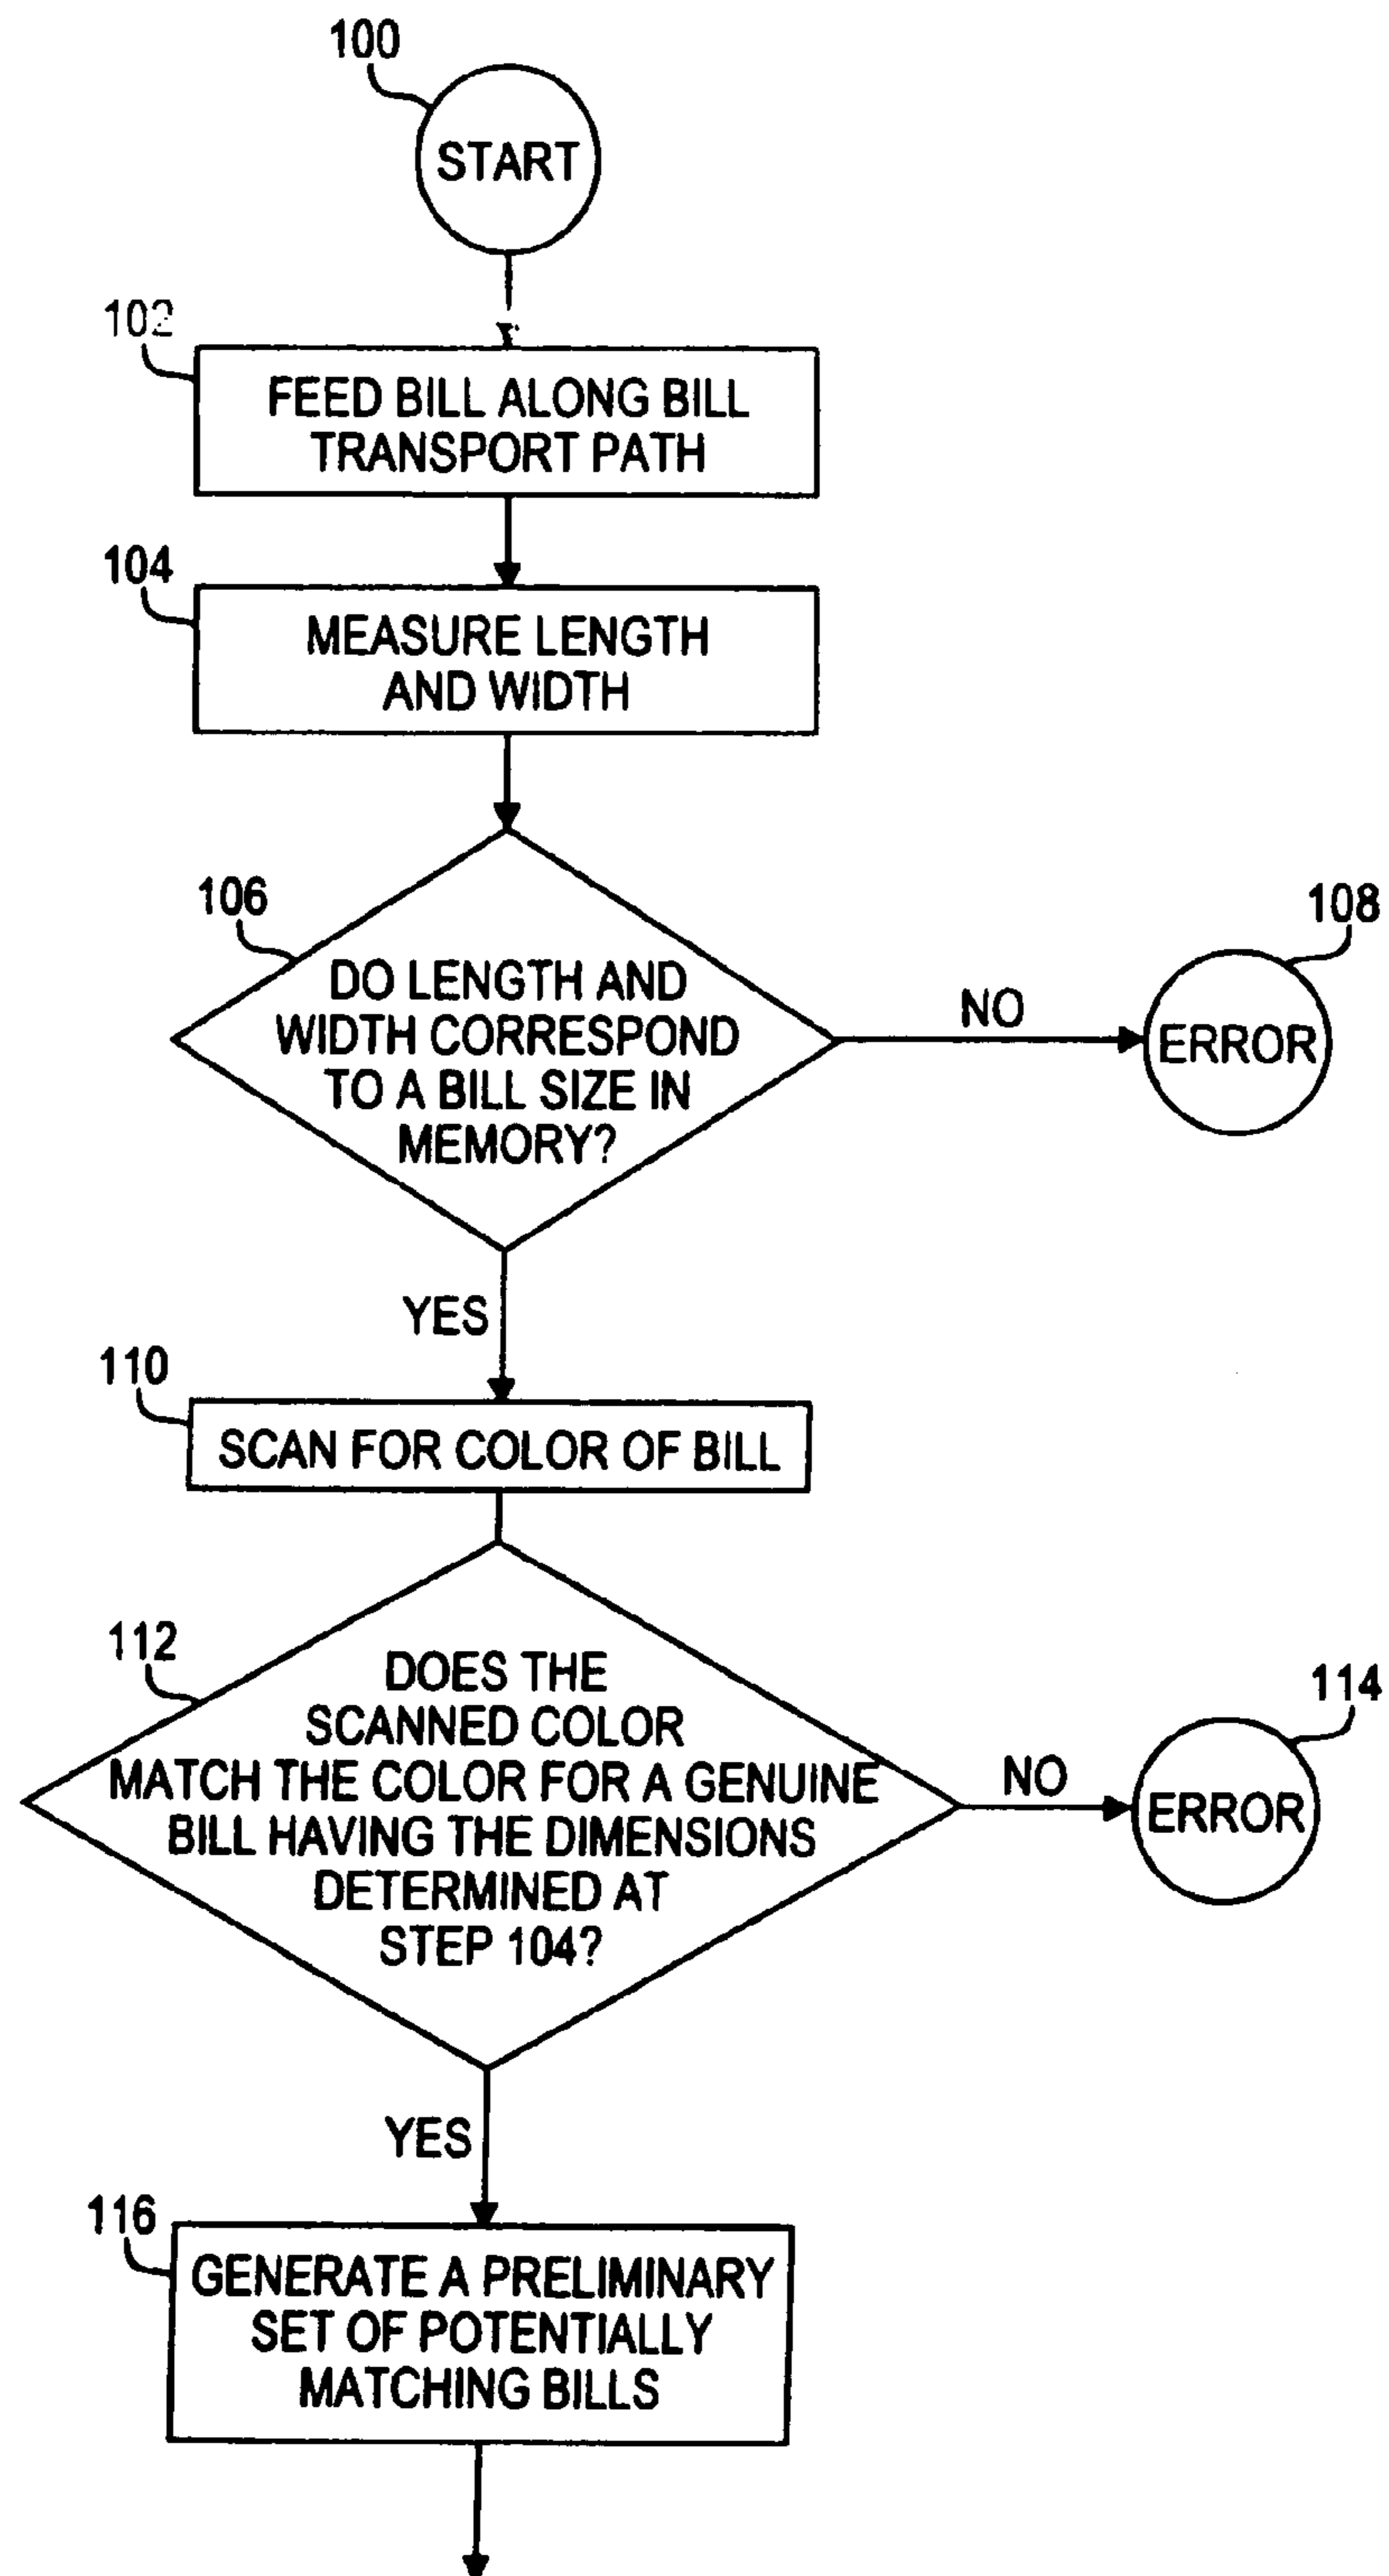 100
START
102
FEED BILL ALONG BILL
TRANSPORT PATH
104
MEASURE LENGTH
AND WIDTH
106
DO LENGTH AND
WIDTH CORRESPOND
TO A BILL SIZE IN
MEMORY?
NO
108
ERROR
YES
110
SCAN FOR COLOR OF BILL
112
DOES THE
SCANNED COLOR
MATCH THE COLOR FOR A GENUINE
BILL HAVING THE DIMENSIONS
DETERMINED AT
STEP 104?
NO
114
ERROR
YES
116
GENERATE A PRELIMINARY
SET OF POTENTIALLY
MATCHING BILLS